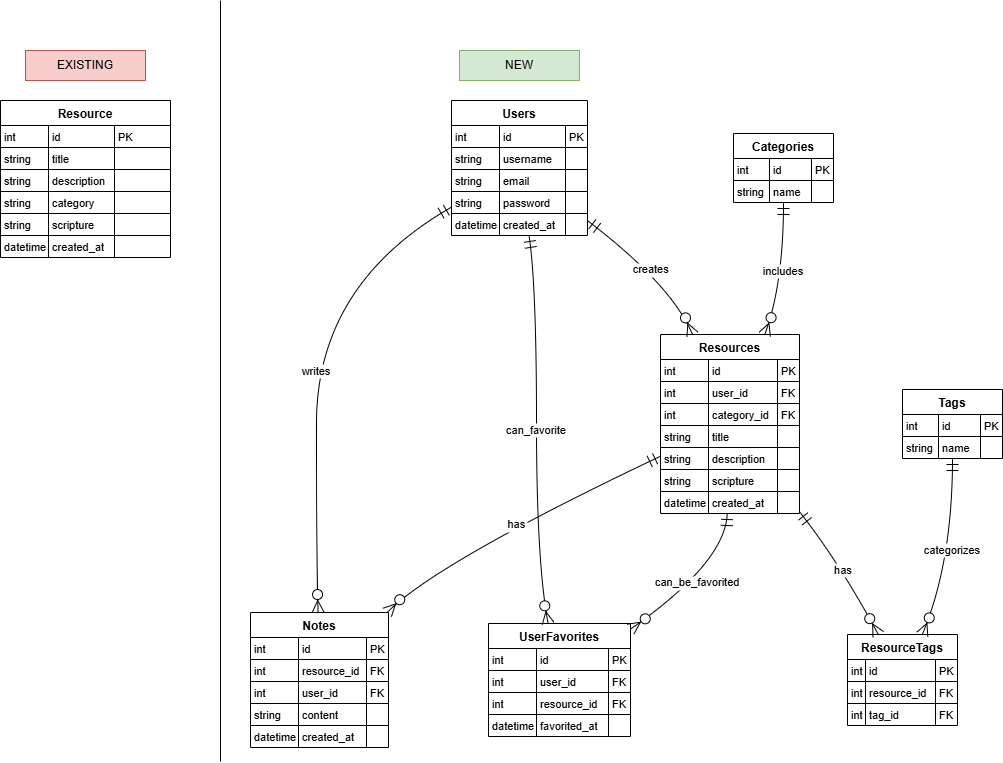 EXISTING
Resource
int id PK
string title
string description
string category
string scripture
datetime created_at
NEW
Users
int id PK
string username
string email
string password
datetime created_at
Categories
int id PK
string name
creates
includes
writes
can_favorite
Resources
int id PK
int user_id FK
int category_id FK
string title
string description
string scripture
datetime created_at
Tags
int id PK
string name
has
can_be_favorited
has
categorizes
Notes
int id PK
int resource_id FK
int user_id FK
string content
datetime created_at
UserFavorites
int id PK
int user_id FK
int resource_id FK
datetime favorited_at
ResourceTags
int id PK
int resource_id FK
int tag_id FK